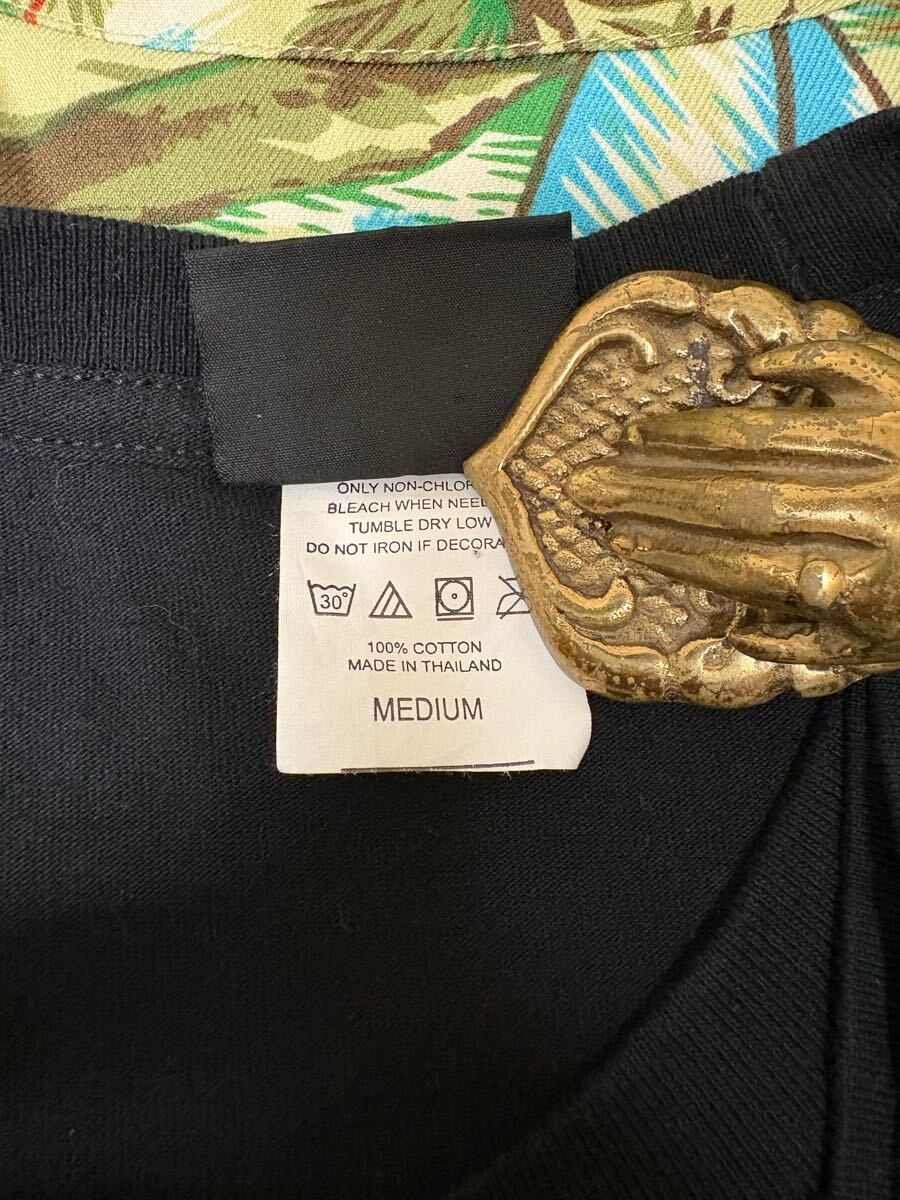 ONLY NON-CHLOR
BLEACH WHEN NEE
TUMBLE DRY LOW
DO NOT IRON IF DECORA
30°
100% COTTON
MADE IN THAILAND
MEDIUM